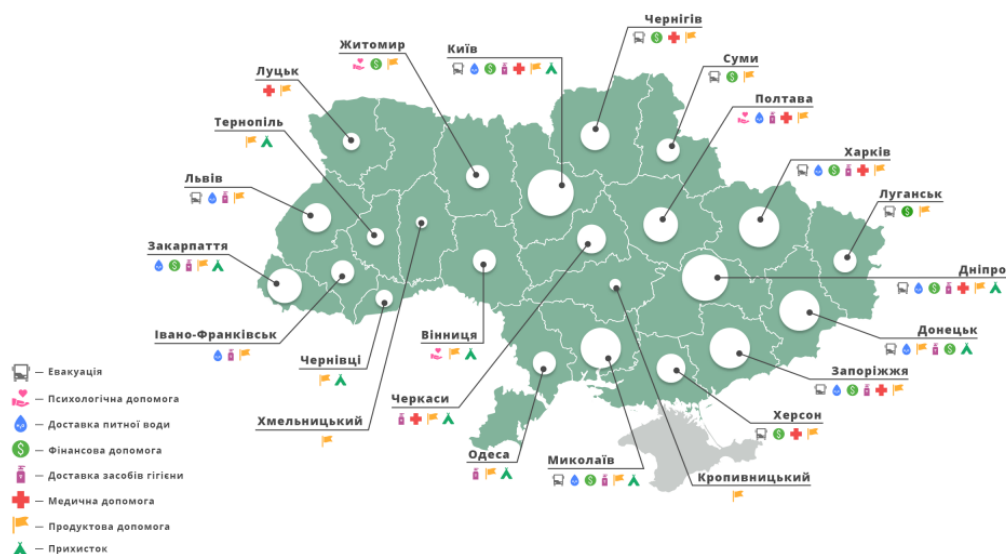 Чернігів
Житомир
Київ
Суми
Луцьк
Полтава
Тернопіль
Харків
Львів
Луганськ
Закарпаття
Дніпро
Івано-Франківськ
Вінниця
Донецьк
Чернівці
Запоріжжя
Черкаси
Херсон
Хмельницький
Одеса
Миколаїв
Кропивницький
— Евакуація
— Психологічна допомога
— Доставка питної води
— Фінансова допомога
— Доставка засобів гігієни
— Медична допомога
— Продуктова допомога
— Прихисток